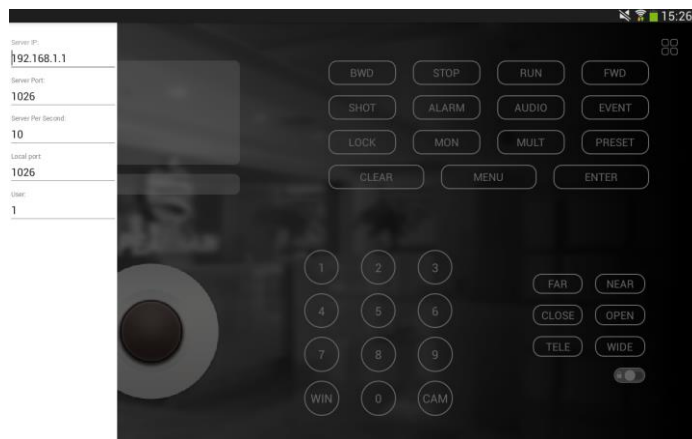 15:26
Server IP:
192.168.1.1
Server Port:
1026
Server Per Second:
10
Local port:
1026
User:
1
BWD STOP RUN FWD
SHOT ALARM AUDIO EVENT
LOCK MON MULT PRESET
CLEAR MENU ENTER
1 2 3
4 5 6
7 8 9
WIN 0 CAM
FAR NEAR
CLOSE OPEN
TELE WIDE